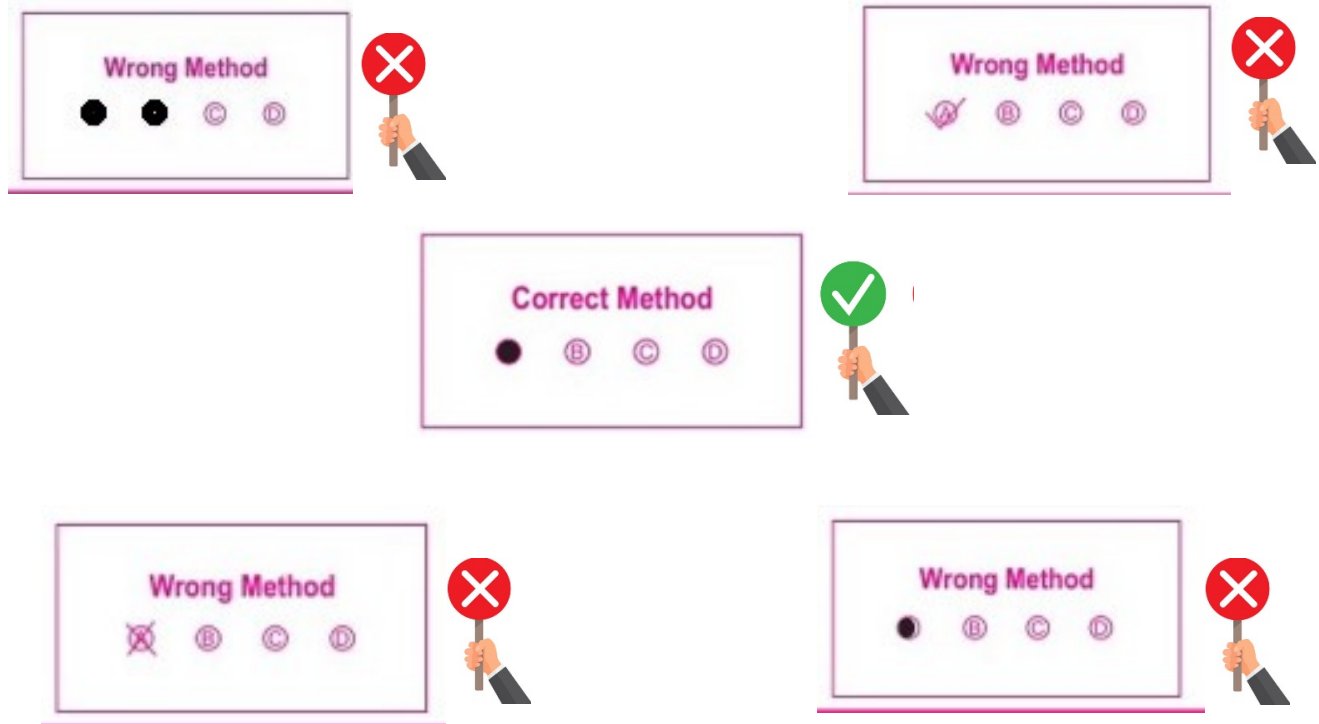 Wrong Method
Ⓒ Ⓓ
Wrong Method
Ⓐ Ⓑ Ⓒ Ⓓ
Correct Method
Ⓑ Ⓒ Ⓓ
Wrong Method
Ⓐ Ⓑ Ⓒ Ⓓ
Wrong Method
Ⓑ Ⓒ Ⓓ